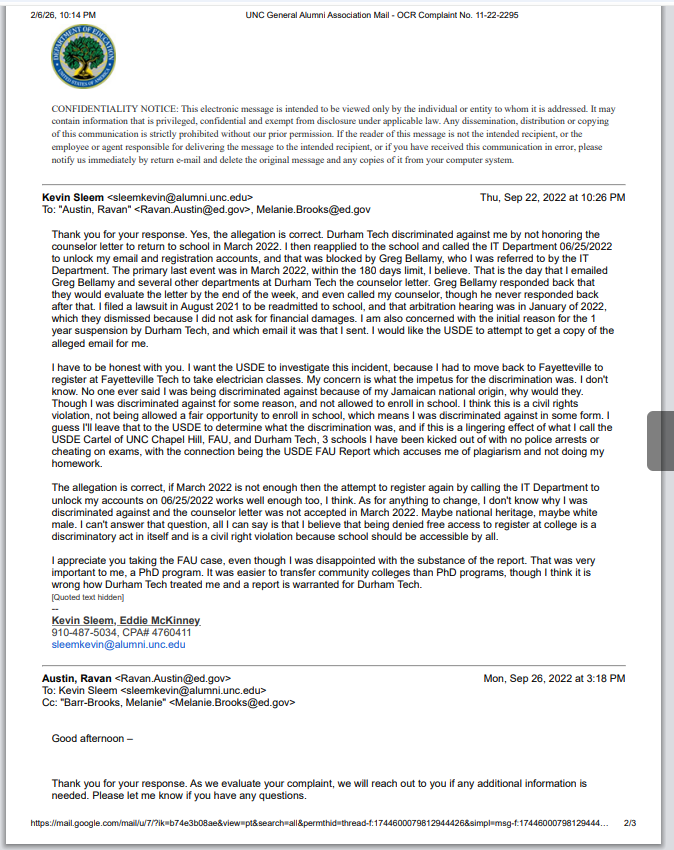 2/6/26, 10:14 PM
UNC General Alumni Association Mail - OCR Complaint No. 11-22-2295
DEPARTMENT OF EDUCATION
UNITED STATES OF AMERICA
CONFIDENTIALITY NOTICE: This electronic message is intended to be viewed only by the individual or entity to whom it is addressed. It may
contain information that is privileged, confidential and exempt from disclosure under applicable law. Any dissemination, distribution or copying
of this communication is strictly prohibited without our prior permission. If the reader of this message is not the intended recipient, or the
employee or agent responsible for delivering the message to the intended recipient, or if you have received this communication in error, please
notify us immediately by return e-mail and delete the original message and any copies of it from your computer system.
Kevin Sleem <sleemkevin@alumni.unc.edu>
Thu, Sep 22, 2022 at 10:26 PM
To: "Austin, Ravan" <Ravan.Austin@ed.gov>, Melanie.Brooks@ed.gov
Thank you for your response. Yes, the allegation is correct. Durham Tech discriminated against me by not honoring the
counselor letter to return to school in March 2022. I then reapplied to the school and called the IT Department 06/25/2022
to unlock my email and registration accounts, and that was blocked by Greg Bellamy, who I was referred to by the IT
Department. The primary last event was in March 2022, within the 180 days limit, I believe. That is the day that I emailed
Greg Bellamy and several other departments at Durham Tech the counselor letter. Greg Bellamy responded back that
they would evaluate the letter by the end of the week, and even called my counselor, though he never responded back
after that. I filed a lawsuit in August 2021 to be readmitted to school, and that arbitration hearing was in January of 2022,
which they dismissed because I did not ask for financial damages. I am also concerned with the initial reason for the 1
year suspension by Durham Tech, and which email it was that I sent. I would like the USDE to attempt to get a copy of the
alleged email for me.
I have to be honest with you. I want the USDE to investigate this incident, because I had to move back to Fayetteville to
register at Fayetteville Tech to take electrician classes. My concern is what the impetus for the discrimination was. I don't
know. No one ever said I was being discriminated against because of my Jamaican national origin, why would they.
Though I was discriminated against for some reason, and not allowed to enroll in school. I think this is a civil rights
violation, not being allowed a fair opportunity to enroll in school, which means I was discriminated against in some form. I
guess I'll leave that to the USDE to determine what the discrimination was, and if this is a lingering effect of what I call the
USDE Cartel of UNC Chapel Hill, FAU, and Durham Tech, 3 schools I have been kicked out of with no police arrests or
cheating on exams, with the connection being the USDE FAU Report which accuses me of plagiarism and not doing my
homework.
The allegation is correct, if March 2022 is not enough then the attempt to register again by calling the IT Department to
unlock my accounts on 06/25/2022 works well enough too, I think. As for anything to change, I don't know why I was
discriminated against and the counselor letter was not accepted in March 2022. Maybe national heritage, maybe white
male. I can't answer that question, all I can say is that I believe that being denied free access to register at college is a
discriminatory act in itself and is a civil right violation because school should be accessible by all.
I appreciate you taking the FAU case, even though I was disappointed with the substance of the report. That was very
important to me, a PhD program. It was easier to transfer community colleges than PhD programs, though I think it is
wrong how Durham Tech treated me and a report is warranted for Durham Tech.
[Quoted text hidden]
--
Kevin Sleem, Eddie McKinney
910-487-5034, CPA# 4760411
sleemkevin@alumni.unc.edu
Austin, Ravan <Ravan.Austin@ed.gov>
Mon, Sep 26, 2022 at 3:18 PM
To: Kevin Sleem <sleemkevin@alumni.unc.edu>
Cc: "Barr-Brooks, Melanie" <Melanie.Brooks@ed.gov>
Good afternoon –
Thank you for your response. As we evaluate your complaint, we will reach out to you if any additional information is
needed. Please let me know if you have any questions.
https://mail.google.com/mail/u/7/?ik=b74e3b08ae&view=pt&search=all&permthid=thread-f:1744600079812944426&simpl=msg-f:17446000798129444…
2/3